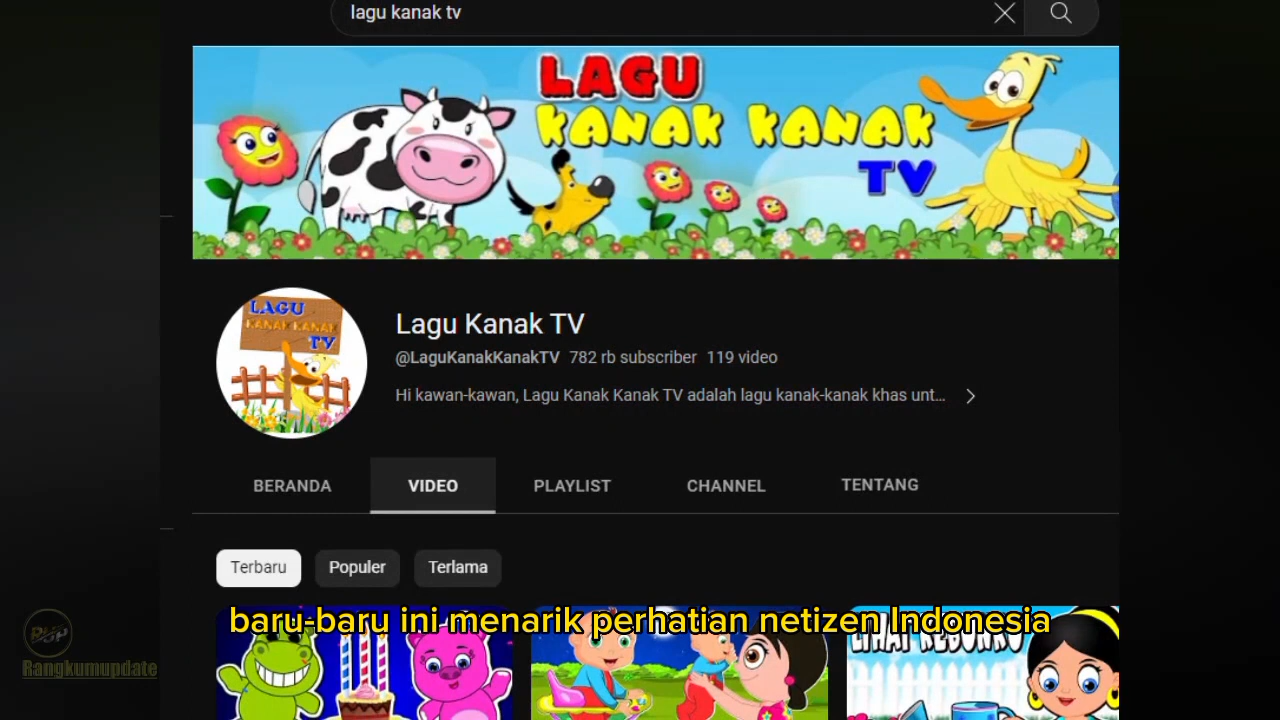 lagu kanak tv
LAGU
KANAK KANAK
TV
LAGU
KANAK KANAK
TV
Lagu Kanak TV
@LaguKanakKanakTV 782 rb subscriber 119 video
Hi kawan-kawan, Lagu Kanak Kanak TV adalah lagu kanak-kanak khas unt...
BERANDA VIDEO PLAYLIST CHANNEL TENTANG
Terbaru Populer Terlama
LIHAT KEBUNKU
baru-baru ini menarik perhatian netizen Indonesia
Rangkumupdate